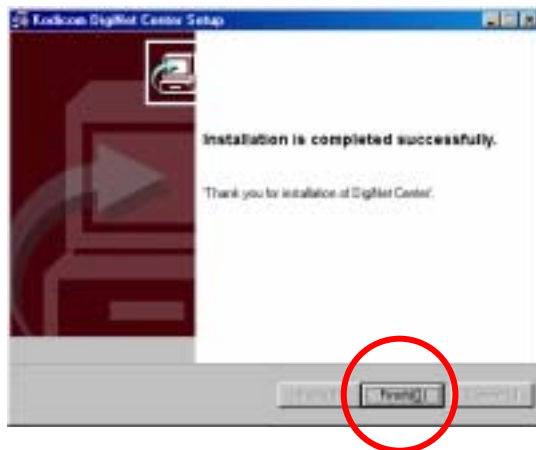 Kodicom DigiNet Center Setup
Installation is completed successfully.
'Thank you for installation of DigiNet Center'.
Finish